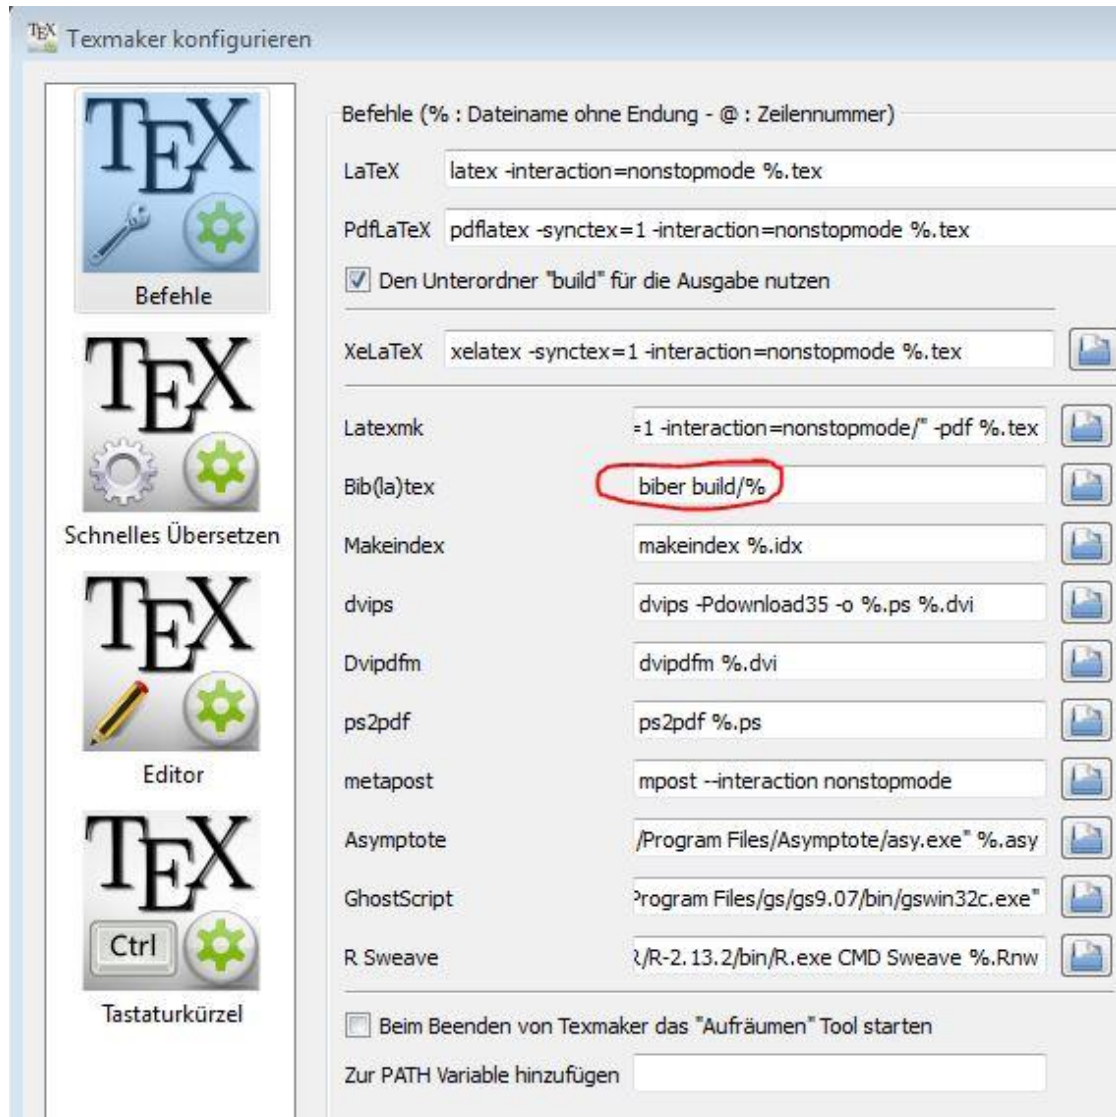 TEX Texmaker konfigurieren
TEX
Befehle
TEX
Schnelles Übersetzen
TEX
Editor
TEX
Ctrl
Tastaturkürzel
Befehle (% : Dateiname ohne Endung - @ : Zeilennummer)
LaTeX latex -interaction=nonstopmode %.tex
PdfLaTeX pdflatex -synctex=1 -interaction=nonstopmode %.tex
Den Unterordner "build" für die Ausgabe nutzen
XeLaTeX xelatex -synctex=1 -interaction=nonstopmode %.tex
Latexmk =1 -interaction=nonstopmode/" -pdf %.tex
Bib(la)tex biber build/%
Makeindex makeindex %.idx
dvips dvips -Pdownload35 -o %.ps %.dvi
Dvipdfm dvipdfm %.dvi
ps2pdf ps2pdf %.ps
metapost mpost --interaction nonstopmode
Asymptote /Program Files/Asymptote/asy.exe" %.asy
GhostScript Program Files/gs/gs9.07/bin/gswin32c.exe"
R Sweave R/R-2.13.2/bin/R.exe CMD Sweave %.Rnw
Beim Beenden von Texmaker das "Aufräumen" Tool starten
Zur PATH Variable hinzufügen